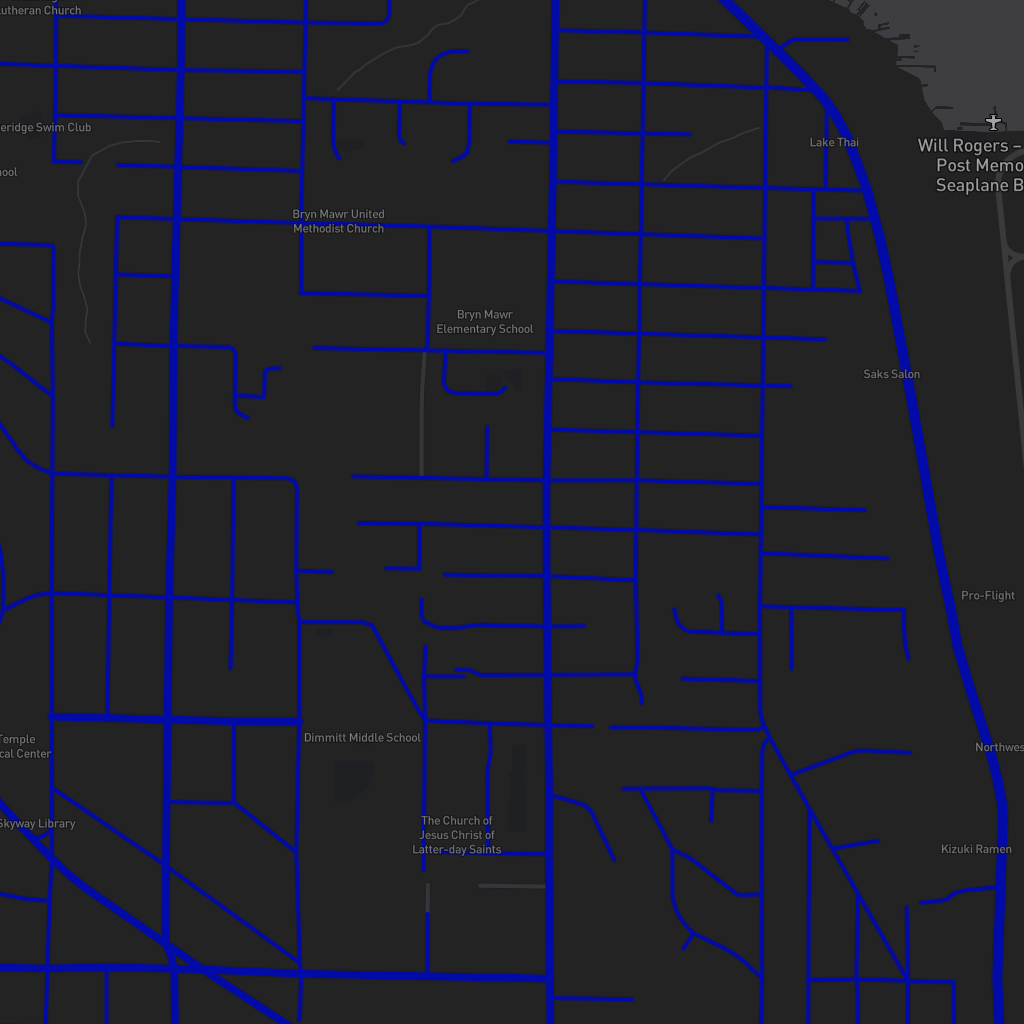 Lutheran Church
Swim Club
Lake Thai
Will Rogers –
Post Memo
Seaplane B
Bryn Mawr United
Methodist Church
Bryn Mawr
Elementary School
Saks Salon
Pro-Flight
Temple
cal Center
Dimmitt Middle School
Northwes
Skyway Library
The Church of
Jesus Christ of
Latter-day Saints
Kizuki Ramen